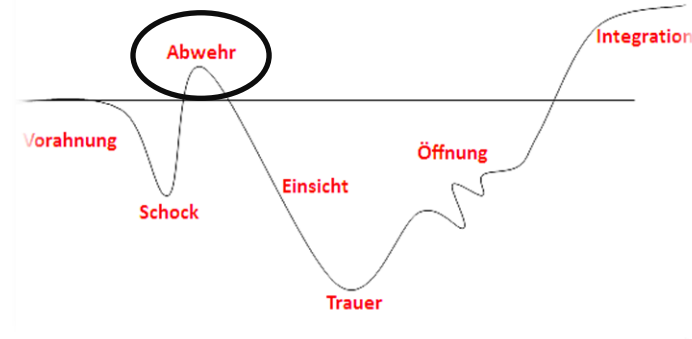 Abwehr
Integration
Vorahnung
Öffnung
Einsicht
Schock
Trauer